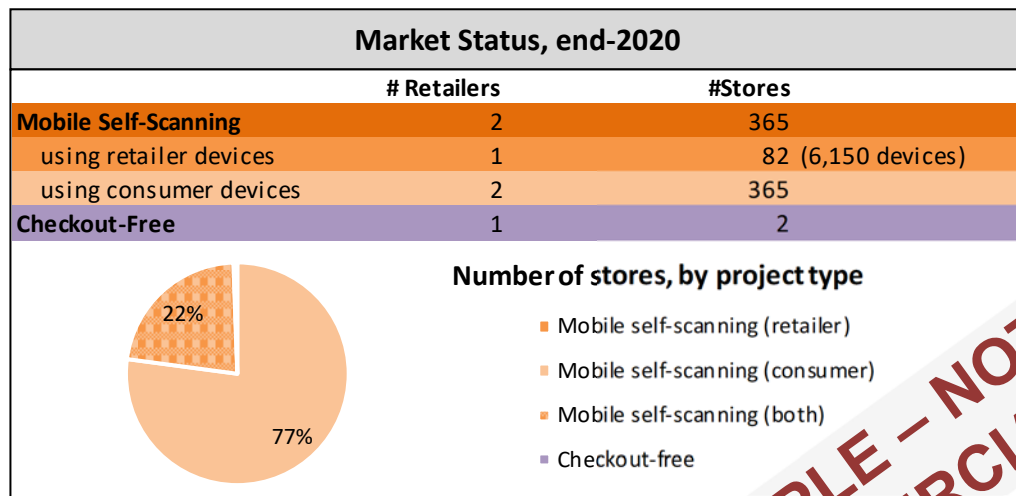 Market Status, end-2020
# Retailers #Stores
Mobile Self-Scanning 2 365
using retailer devices 1 82 (6,150 devices)
using consumer devices 2 365
Checkout-Free 1 2
Number of stores, by project type
22%
77%
Mobile self-scanning (retailer)
Mobile self-scanning (consumer)
Mobile self-scanning (both)
Checkout-free